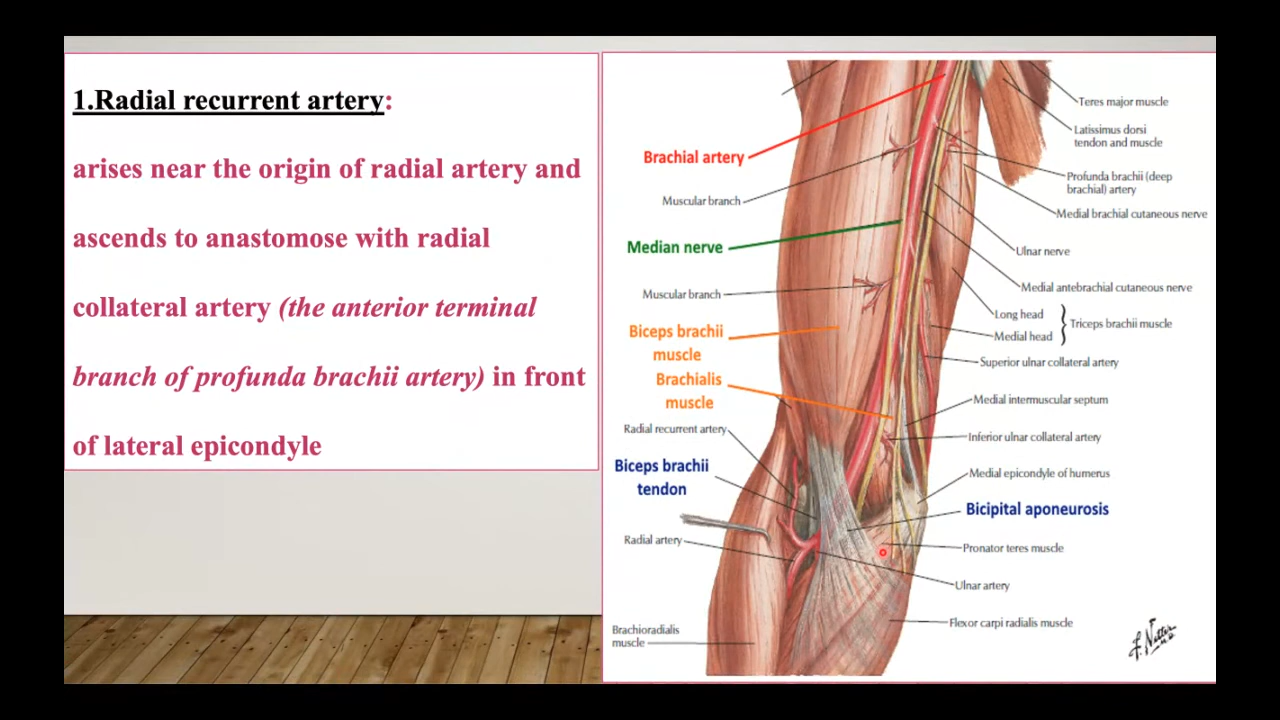 1.Radial recurrent artery:
arises near the origin of radial artery and
ascends to anastomose with radial
collateral artery (the anterior terminal
branch of profunda brachii artery) in front
of lateral epicondyle
Brachial artery
Muscular branch
Median nerve
Muscular branch
Biceps brachii
muscle
Brachialis
muscle
Radial recurrent artery
Biceps brachii
tendon
Radial artery
Brachioradialis
muscle
Teres major muscle
Latissimus dorsi
tendon and muscle
Profunda brachii (deep
brachial) artery
Medial brachial cutaneous nerve
Ulnar nerve
Medial antebrachial cutaneous nerve
Long head
Medial head
Triceps brachii muscle
Superior ulnar collateral artery
Medial intermuscular septum
Inferior ulnar collateral artery
Medial epicondyle of humerus
Bicipital aponeurosis
Pronator teres muscle
Ulnar artery
Flexor carpi radialis muscle
F. Netter
M.D.